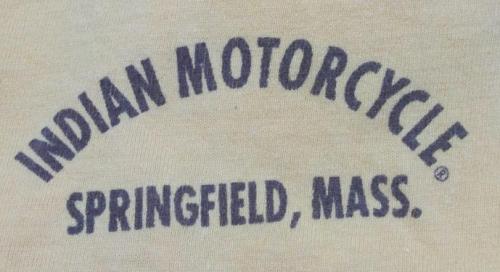 INDIAN MOTORCYCLE®
SPRINGFIELD, MASS.